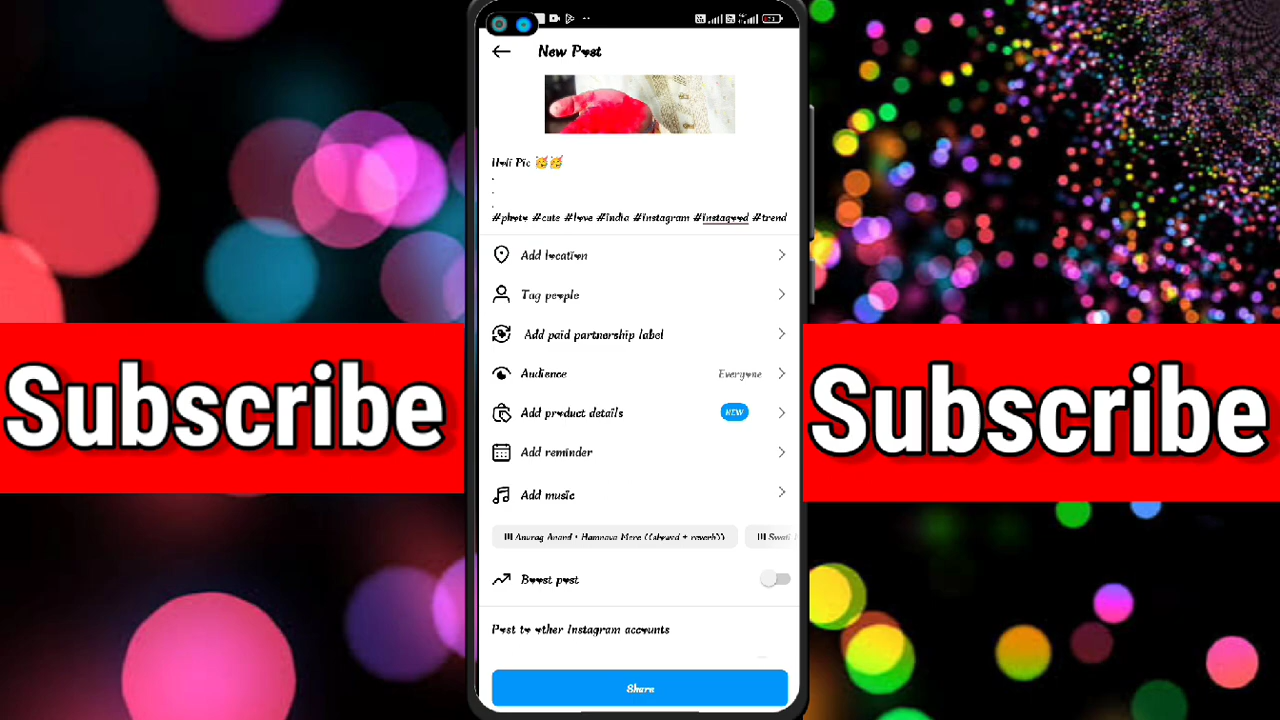 New Post
Holi Pic 🥳🥳
.
.
.
#photo #cute #love #India #instagram #instagood #trend
Add location
Tag people
Add paid partnership label
Audience Everyone
Add product details NEW
Add reminder
Add music
Anurag Anand • Hamnava Mere ((slowed + reverb)) Swati
Boost post
Post to other Instagram accounts
Share
Subscribe
Subscribe